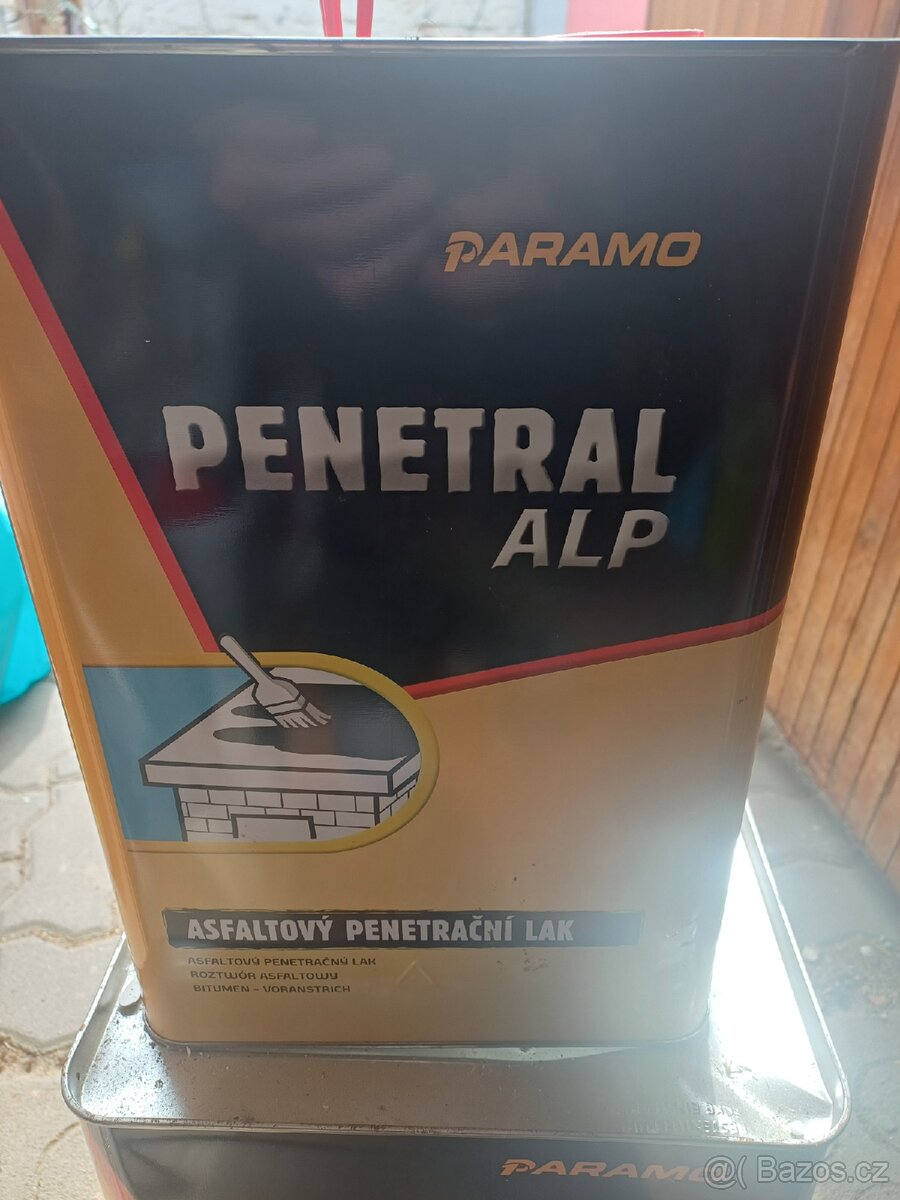 PARAMO
PENETRAL
ALP
ASFALTOVÝ PENETRAČNÍ LAK
ASFALTOVÝ PENETRAČNÝ LAK
ROZTWÓR ASFALTOWY
BITUMEN - VORANSTRICH
PARAMO
@( Bazos.cz